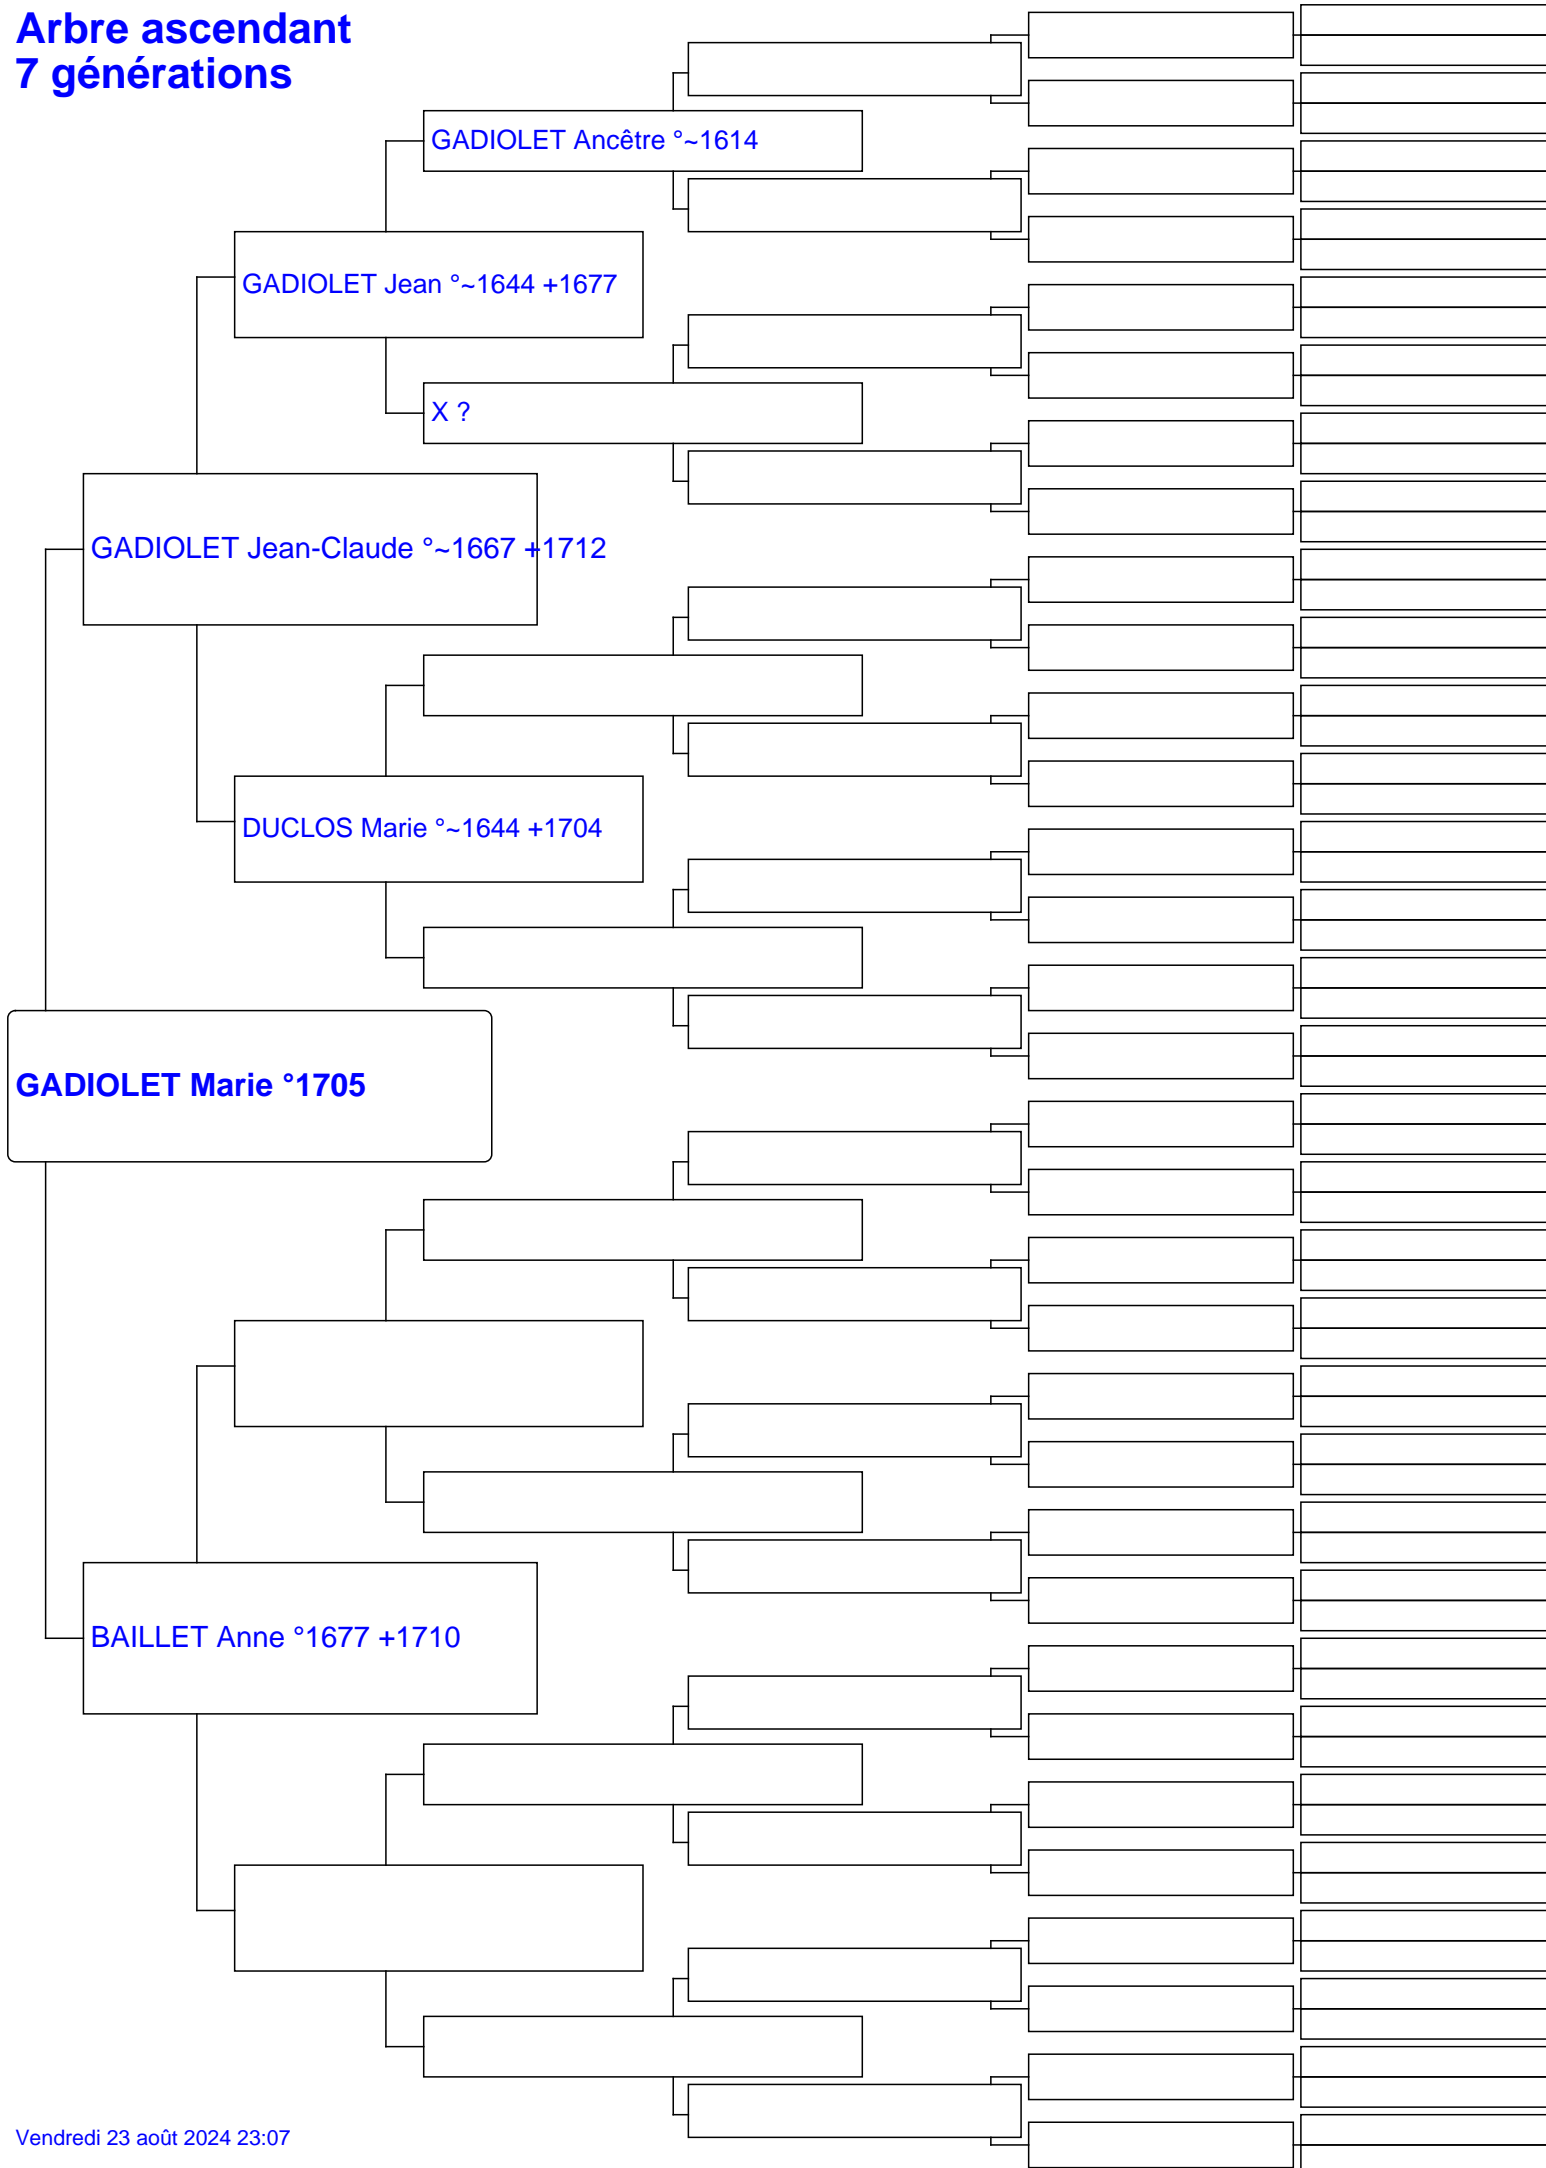 Arbre ascendant
7 générations
GADIOLET Ancêtre °~1614
GADIOLET Jean °~1644 +1677
X ?
GADIOLET Jean-Claude °~1667 +1712
DUCLOS Marie °~1644 +1704
GADIOLET Marie °1705
BAILLET Anne °1677 +1710
Vendredi 23 août 2024 23:07